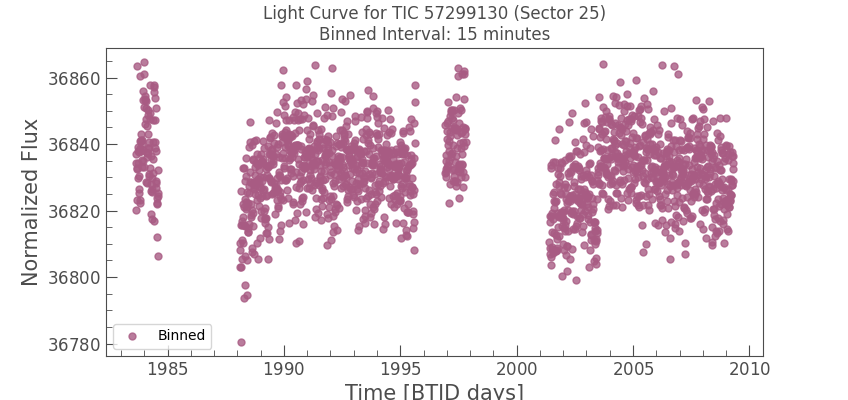 Light Curve for TIC 57299130 (Sector 25)
Binned Interval: 15 minutes
Normalized Flux
36860
36840
36820
36800
36780
Binned
1985
1990
1995
2000
2005
2010
Time [BTJD days]